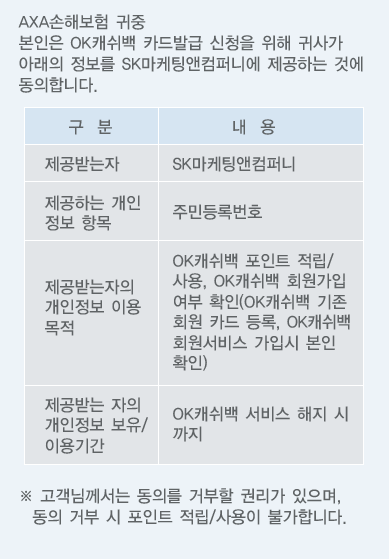 AXA손해보험 귀중
본인은 OK캐쉬백 카드발급 신청을 위해 귀사가
아래의 정보를 SK마케팅앤컴퍼니에 제공하는 것에
동의합니다.
구 분 내 용
제공받는자 SK마케팅앤컴퍼니
제공하는 개인
정보 항목
주민등록번호
제공받는자의
개인정보 이용
목적
OK캐쉬백 포인트 적립/
사용, OK캐쉬백 회원가입
여부 확인(OK캐쉬백 기존
회원 카드 등록, OK캐쉬백
회원서비스 가입시 본인
확인)
제공받는 자의
개인정보 보유/
이용기간
OK캐쉬백 서비스 해지 시
까지
※ 고객님께서는 동의를 거부할 권리가 있으며,
동의 거부 시 포인트 적립/사용이 불가합니다.